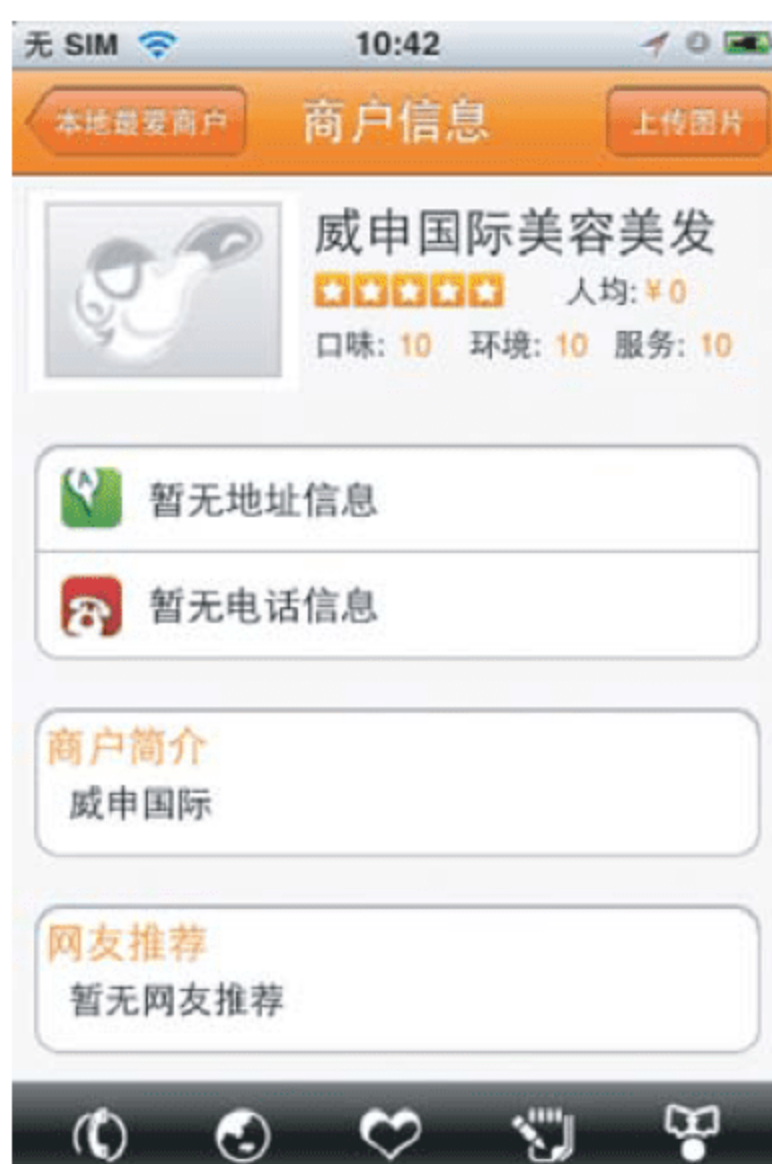 无 SIM 10:42
本地最爱商户 商户信息 上传图片
威申国际美容美发
人均:￥0
口味: 10 环境: 10 服务: 10
暂无地址信息
暂无电话信息
商户简介
威申国际
网友推荐
暂无网友推荐